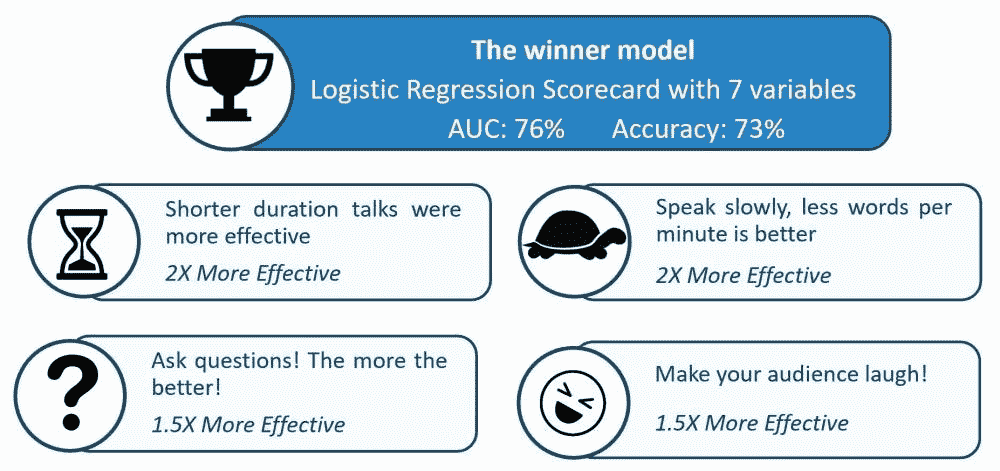 The winner model
Logistic Regression Scorecard with 7 variables
AUC: 76% Accuracy: 73%
Shorter duration talks were
more effective
2X More Effective
Speak slowly, less words per
minute is better
2X More Effective
Ask questions! The more the
better!
1.5X More Effective
Make your audience laugh!
1.5X More Effective